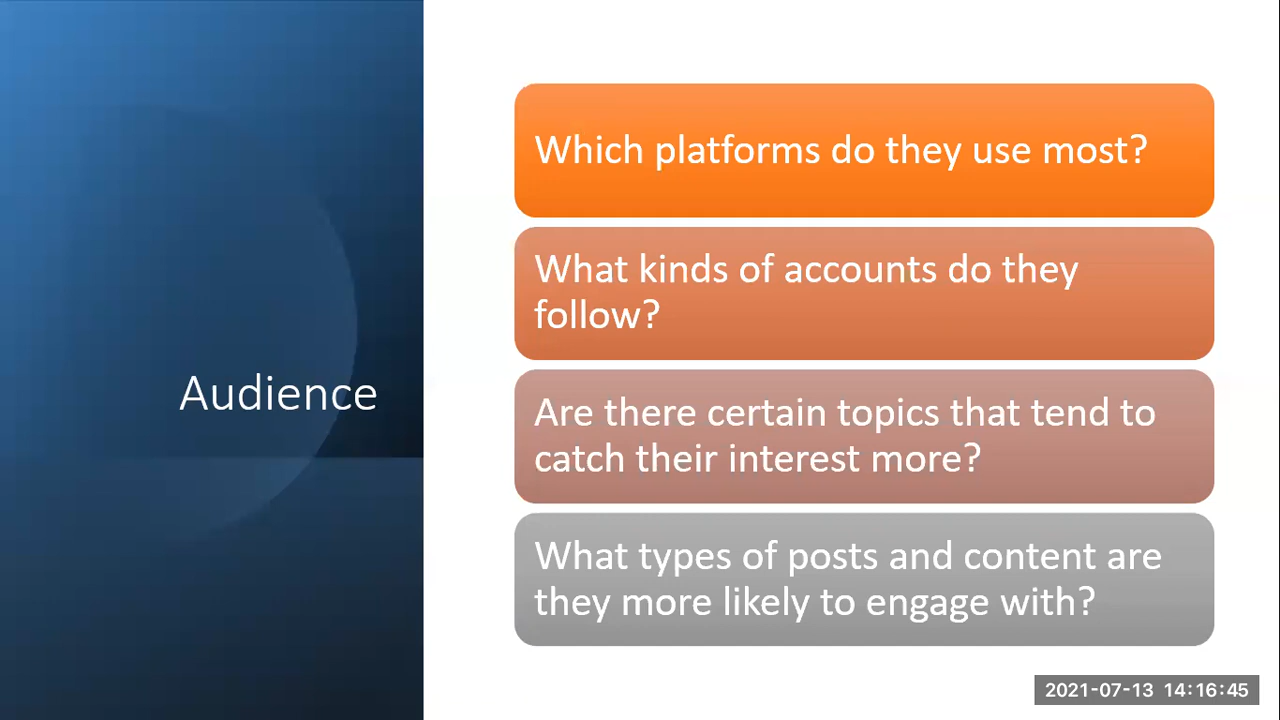 Audience
Which platforms do they use most?
What kinds of accounts do they
follow?
Are there certain topics that tend to
catch their interest more?
What types of posts and content are
they more likely to engage with?
2021-07-13 14:16:45